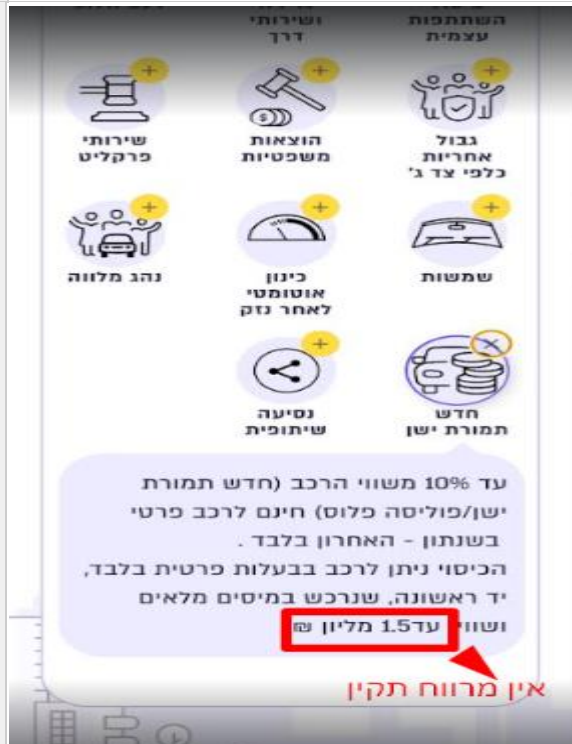 השתתפות
עצמית
ושירותי
דרך
גבול
אחריות
כלפי צד ג'
הוצאות
משפטיות
שירותי
פרקליט
שמשות
כינון
אוטומטי
לאחר נזק
נהג מלווה
חדש
תמורת ישן
נסיעה
שיתופית
עד 10% משווי הרכב (חדש תמורת
ישן/פוליסה פלוס) חינם לרכב פרטי
בשנתון - האחרון בלבד .
הכיסוי ניתן לרכב בבעלות פרטית בלבד,
יד ראשונה, שנרכש במיסים מלאים
ושווי עד1.5 מליון ₪
אין מרווח תקין